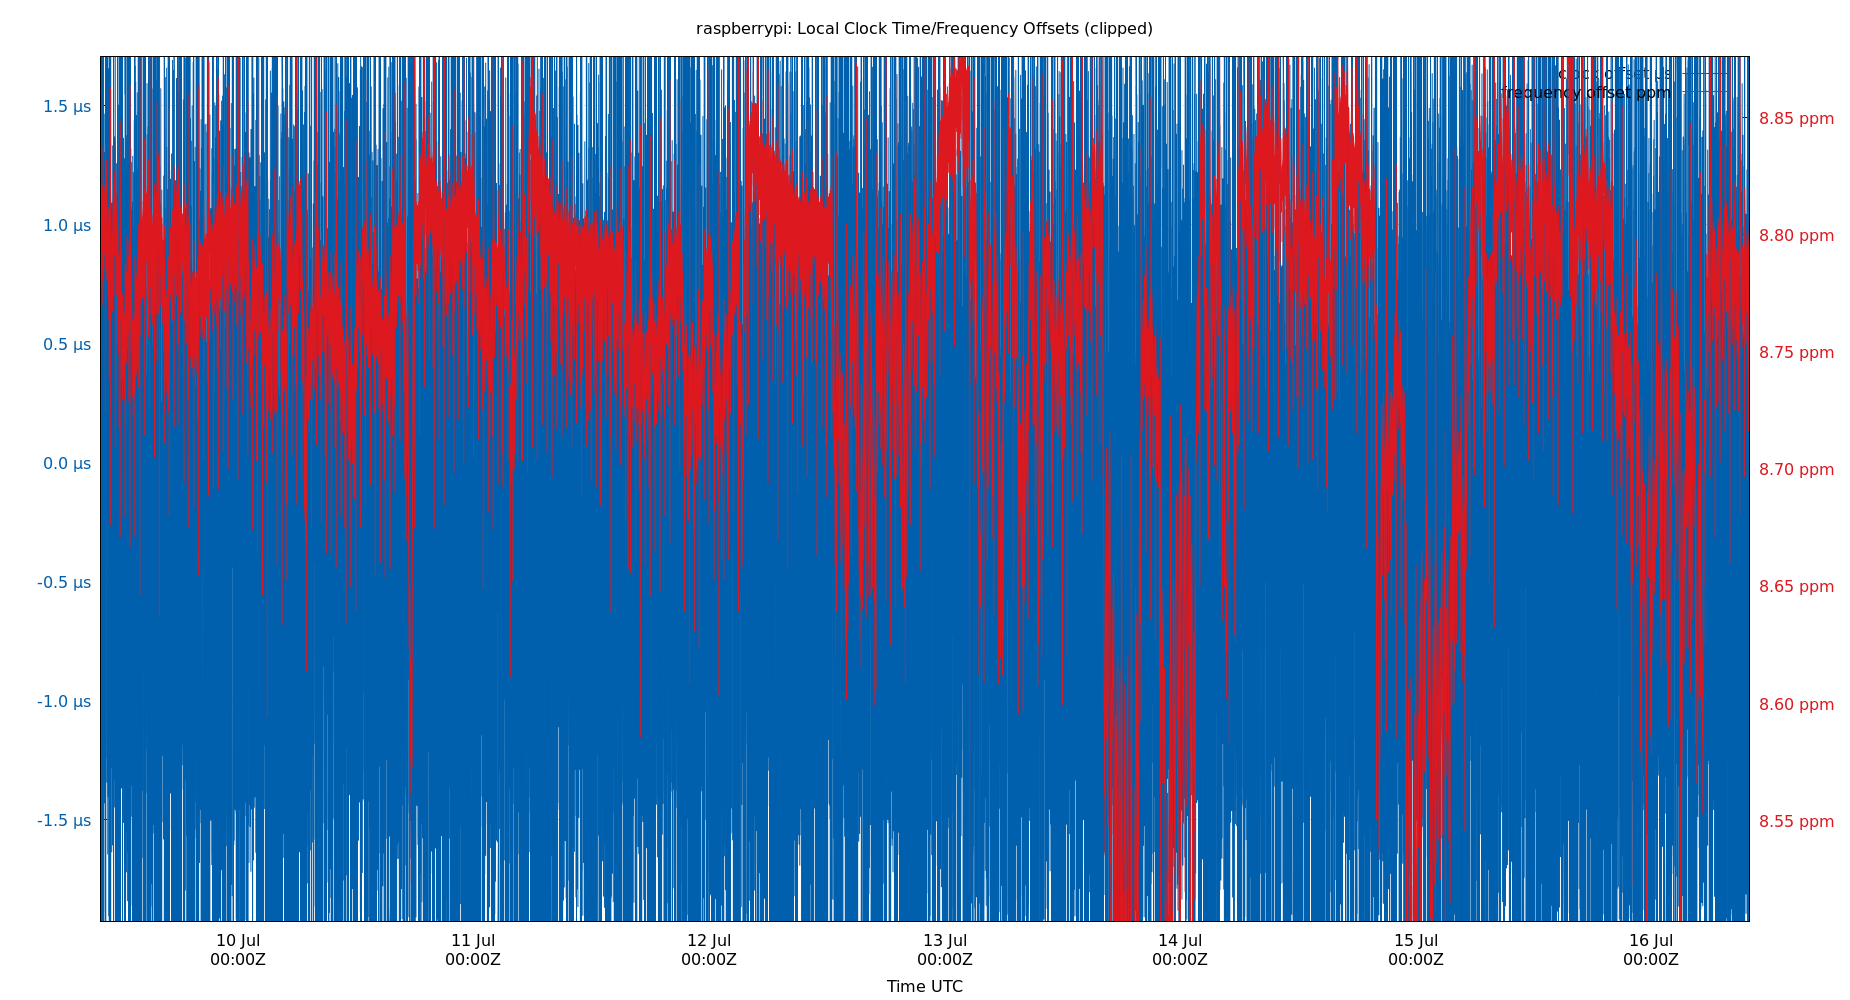 raspberrypi: Local Clock Time/Frequency Offsets (clipped)
clock offset µs
frequency offset ppm
1.5 µs
1.0 µs
0.5 µs
0.0 µs
-0.5 µs
-1.0 µs
-1.5 µs
8.85 ppm
8.80 ppm
8.75 ppm
8.70 ppm
8.65 ppm
8.60 ppm
8.55 ppm
10 Jul
00:00Z
11 Jul
00:00Z
12 Jul
00:00Z
13 Jul
00:00Z
14 Jul
00:00Z
15 Jul
00:00Z
16 Jul
00:00Z
Time UTC